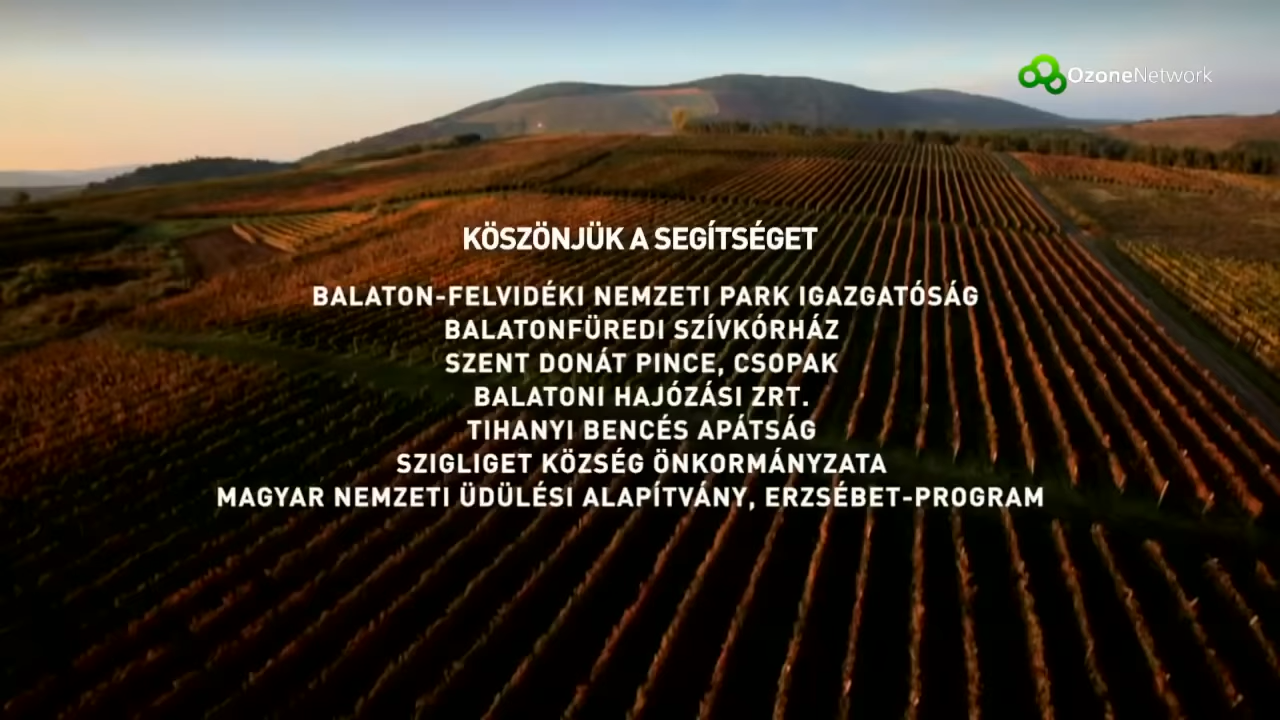 OzoneNetwork
KÖSZÖNJÜK A SEGÍTSÉGET
BALATON-FELVIDÉKI NEMZETI PARK IGAZGATÓSÁG
BALATONFÜREDI SZÍVKÓRHÁZ
SZENT DONÁT PINCE, CSOPAK
BALATONI HAJÓZÁSI ZRT.
TIHANYI BENCÉS APÁTSÁG
SZIGLIGET KÖZSÉG ÖNKORMÁNYZATA
MAGYAR NEMZETI ÜDÜLÉSI ALAPÍTVÁNY, ERZSÉBET-PROGRAM